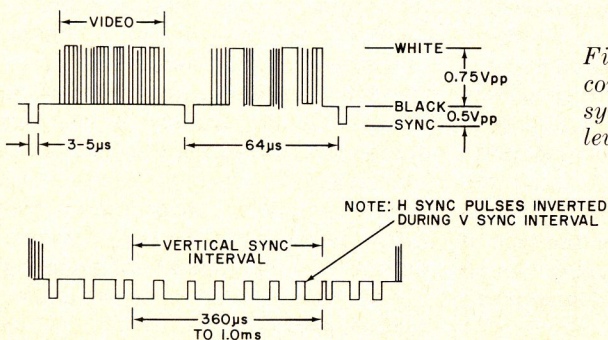 VIDEO
WHITE
0.75Vpp
BLACK
0.5Vpp
SYNC
3-5µs
64µs
NOTE: H SYNC PULSES INVERTED
DURING V SYNC INTERVAL
VERTICAL SYNC
INTERVAL
360µs
TO 1.0ms